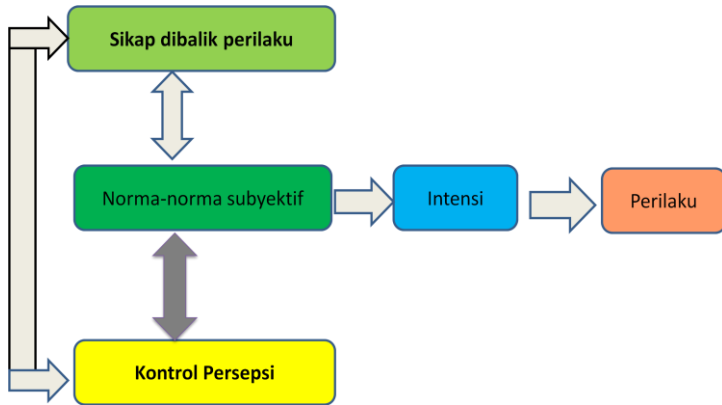 Sikap dibalik perilaku
Norma-norma subyektif
Intensi
Perilaku
Kontrol Persepsi